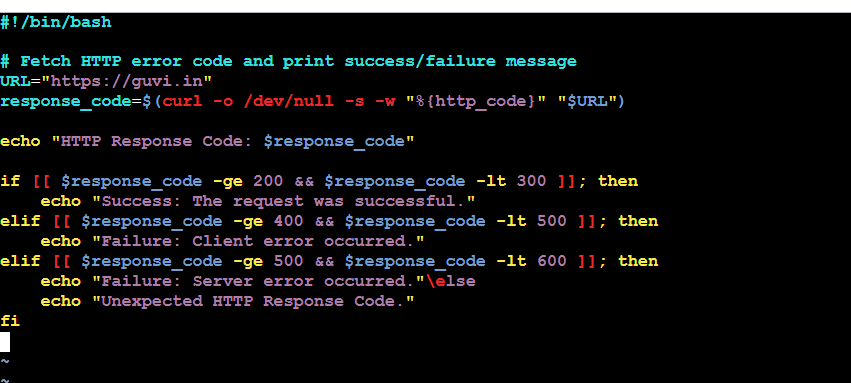 #!/bin/bash
# Fetch HTTP error code and print success/failure message
URL="https://guvi.in"
response_code=$(curl -o /dev/null -s -w "%{http_code}" "$URL")
echo "HTTP Response Code: $response_code"
if [[ $response_code -ge 200 && $response_code -lt 300 ]]; then
    echo "Success: The request was successful."
elif [[ $response_code -ge 400 && $response_code -lt 500 ]]; then
    echo "Failure: Client error occurred."
elif [[ $response_code -ge 500 && $response_code -lt 600 ]]; then
    echo "Failure: Server error occurred."\else
    echo "Unexpected HTTP Response Code."
fi
~
~